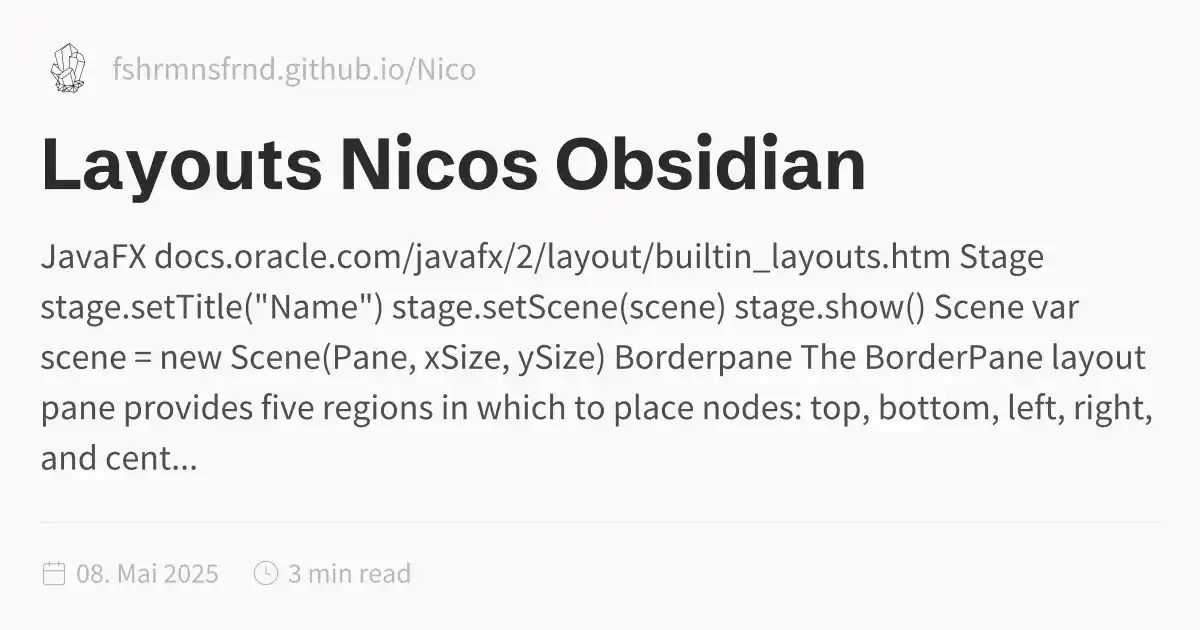 fshrmnsfrnd.github.io/Nico
Layouts Nicos Obsidian
JavaFX docs.oracle.com/javafx/2/layout/builtin_layouts.htm Stage
stage.setTitle("Name") stage.setScene(scene) stage.show() Scene var
scene = new Scene(Pane, xSize, ySize) Borderpane The BorderPane layout
pane provides five regions in which to place nodes: top, bottom, left, right,
and cent...
08. Mai 2025
3 min read